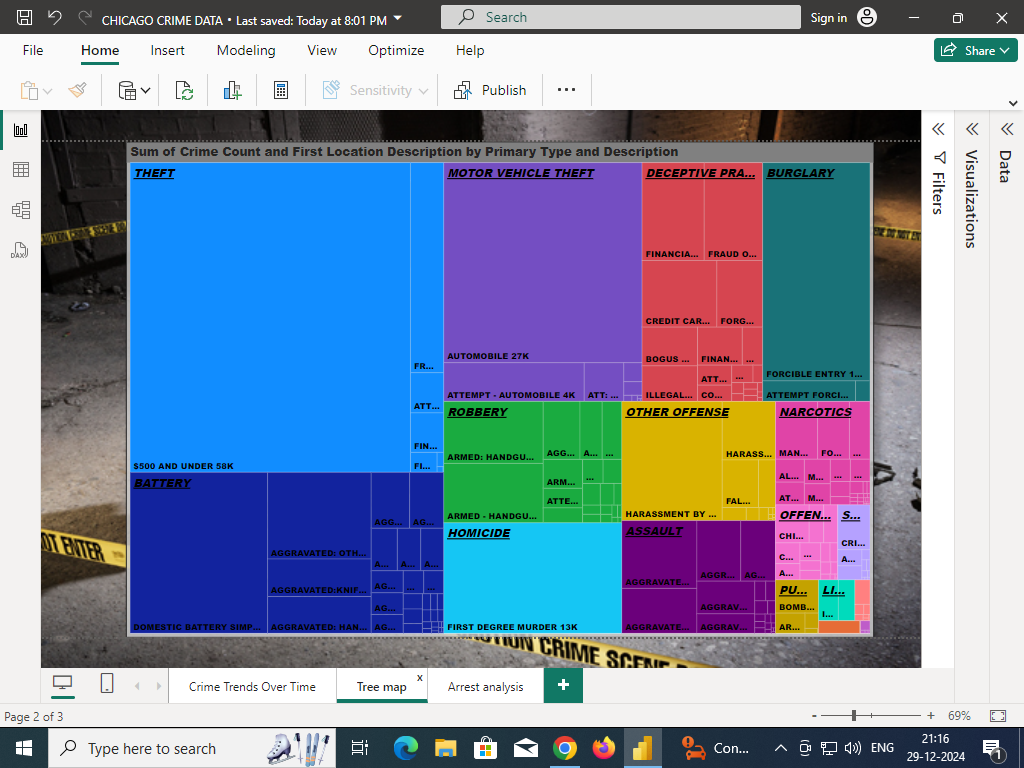 CHICAGO CRIME DATA • Last saved: Today at 8:01 PM
Search
Sign in
File Home Insert Modeling View Optimize Help
Share
Sensitivity
Publish
Sum of Crime Count and First Location Description by Primary Type and Description
THEFT
MOTOR VEHICLE THEFT
DECEPTIVE PRA...
BURGLARY
FINANCIA... FRAUD O...
CREDIT CAR... FORG...
AUTOMOBILE 27K
BOGUS ... FINAN... ...
FR...
FORCIBLE ENTRY 1...
ATT... ...
ATTEMPT - AUTOMOBILE 4K ATT: ...
ILLEGAL... CO...
ATTEMPT FORCI...
ATT...
ROBBERY
OTHER OFFENSE
NARCOTICS
FIN...
ARMED: HANDGU... AGG... A... ...
HARASS...
MAN... FO... ...
$500 AND UNDER 58K
FI...
BATTERY
ARM... ...
AL... M... ... ...
ATTE...
FAL...
AT... M...
ARMED - HANDGU...
HARASSMENT BY ...
AGG... AG...
HOMICIDE
ASSAULT
OFFEN... S...
CHI...
CRI...
AGGRAVATED: OTH...
C... ...
A... A... A...
A...
A...
AGGRAVATE... AGGR... AG...
AGGRAVATED:KNIF... AG... ... ...
PU... LI...
AG...
AGGRAV...
BOMB...
I...
DOMESTIC BATTERY SIMP... AGGRAVATED: HAN... AG...
FIRST DEGREE MURDER 13K
AGGRAVATE... AGGRAV...
AR...
Filters
Visualizations
Data
CRIME SCENE
NOT ENTER
Crime Trends Over Time
Tree map
x
Arrest analysis
+
Page 2 of 3
- + 69%
Type here to search
Con...
ENG
21:16
29-12-2024
1